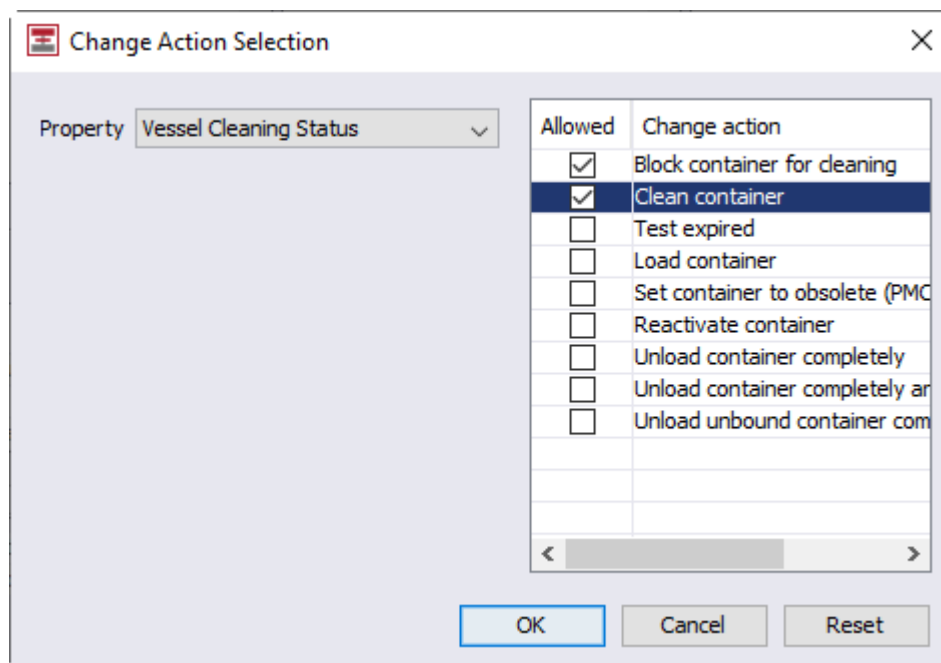 Change Action Selection
Property Vessel Cleaning Status
Allowed Change action
Block container for cleaning
Clean container
Test expired
Load container
Set container to obsolete (PMC
Reactivate container
Unload container completely
Unload container completely ar
Unload unbound container com
OK Cancel Reset